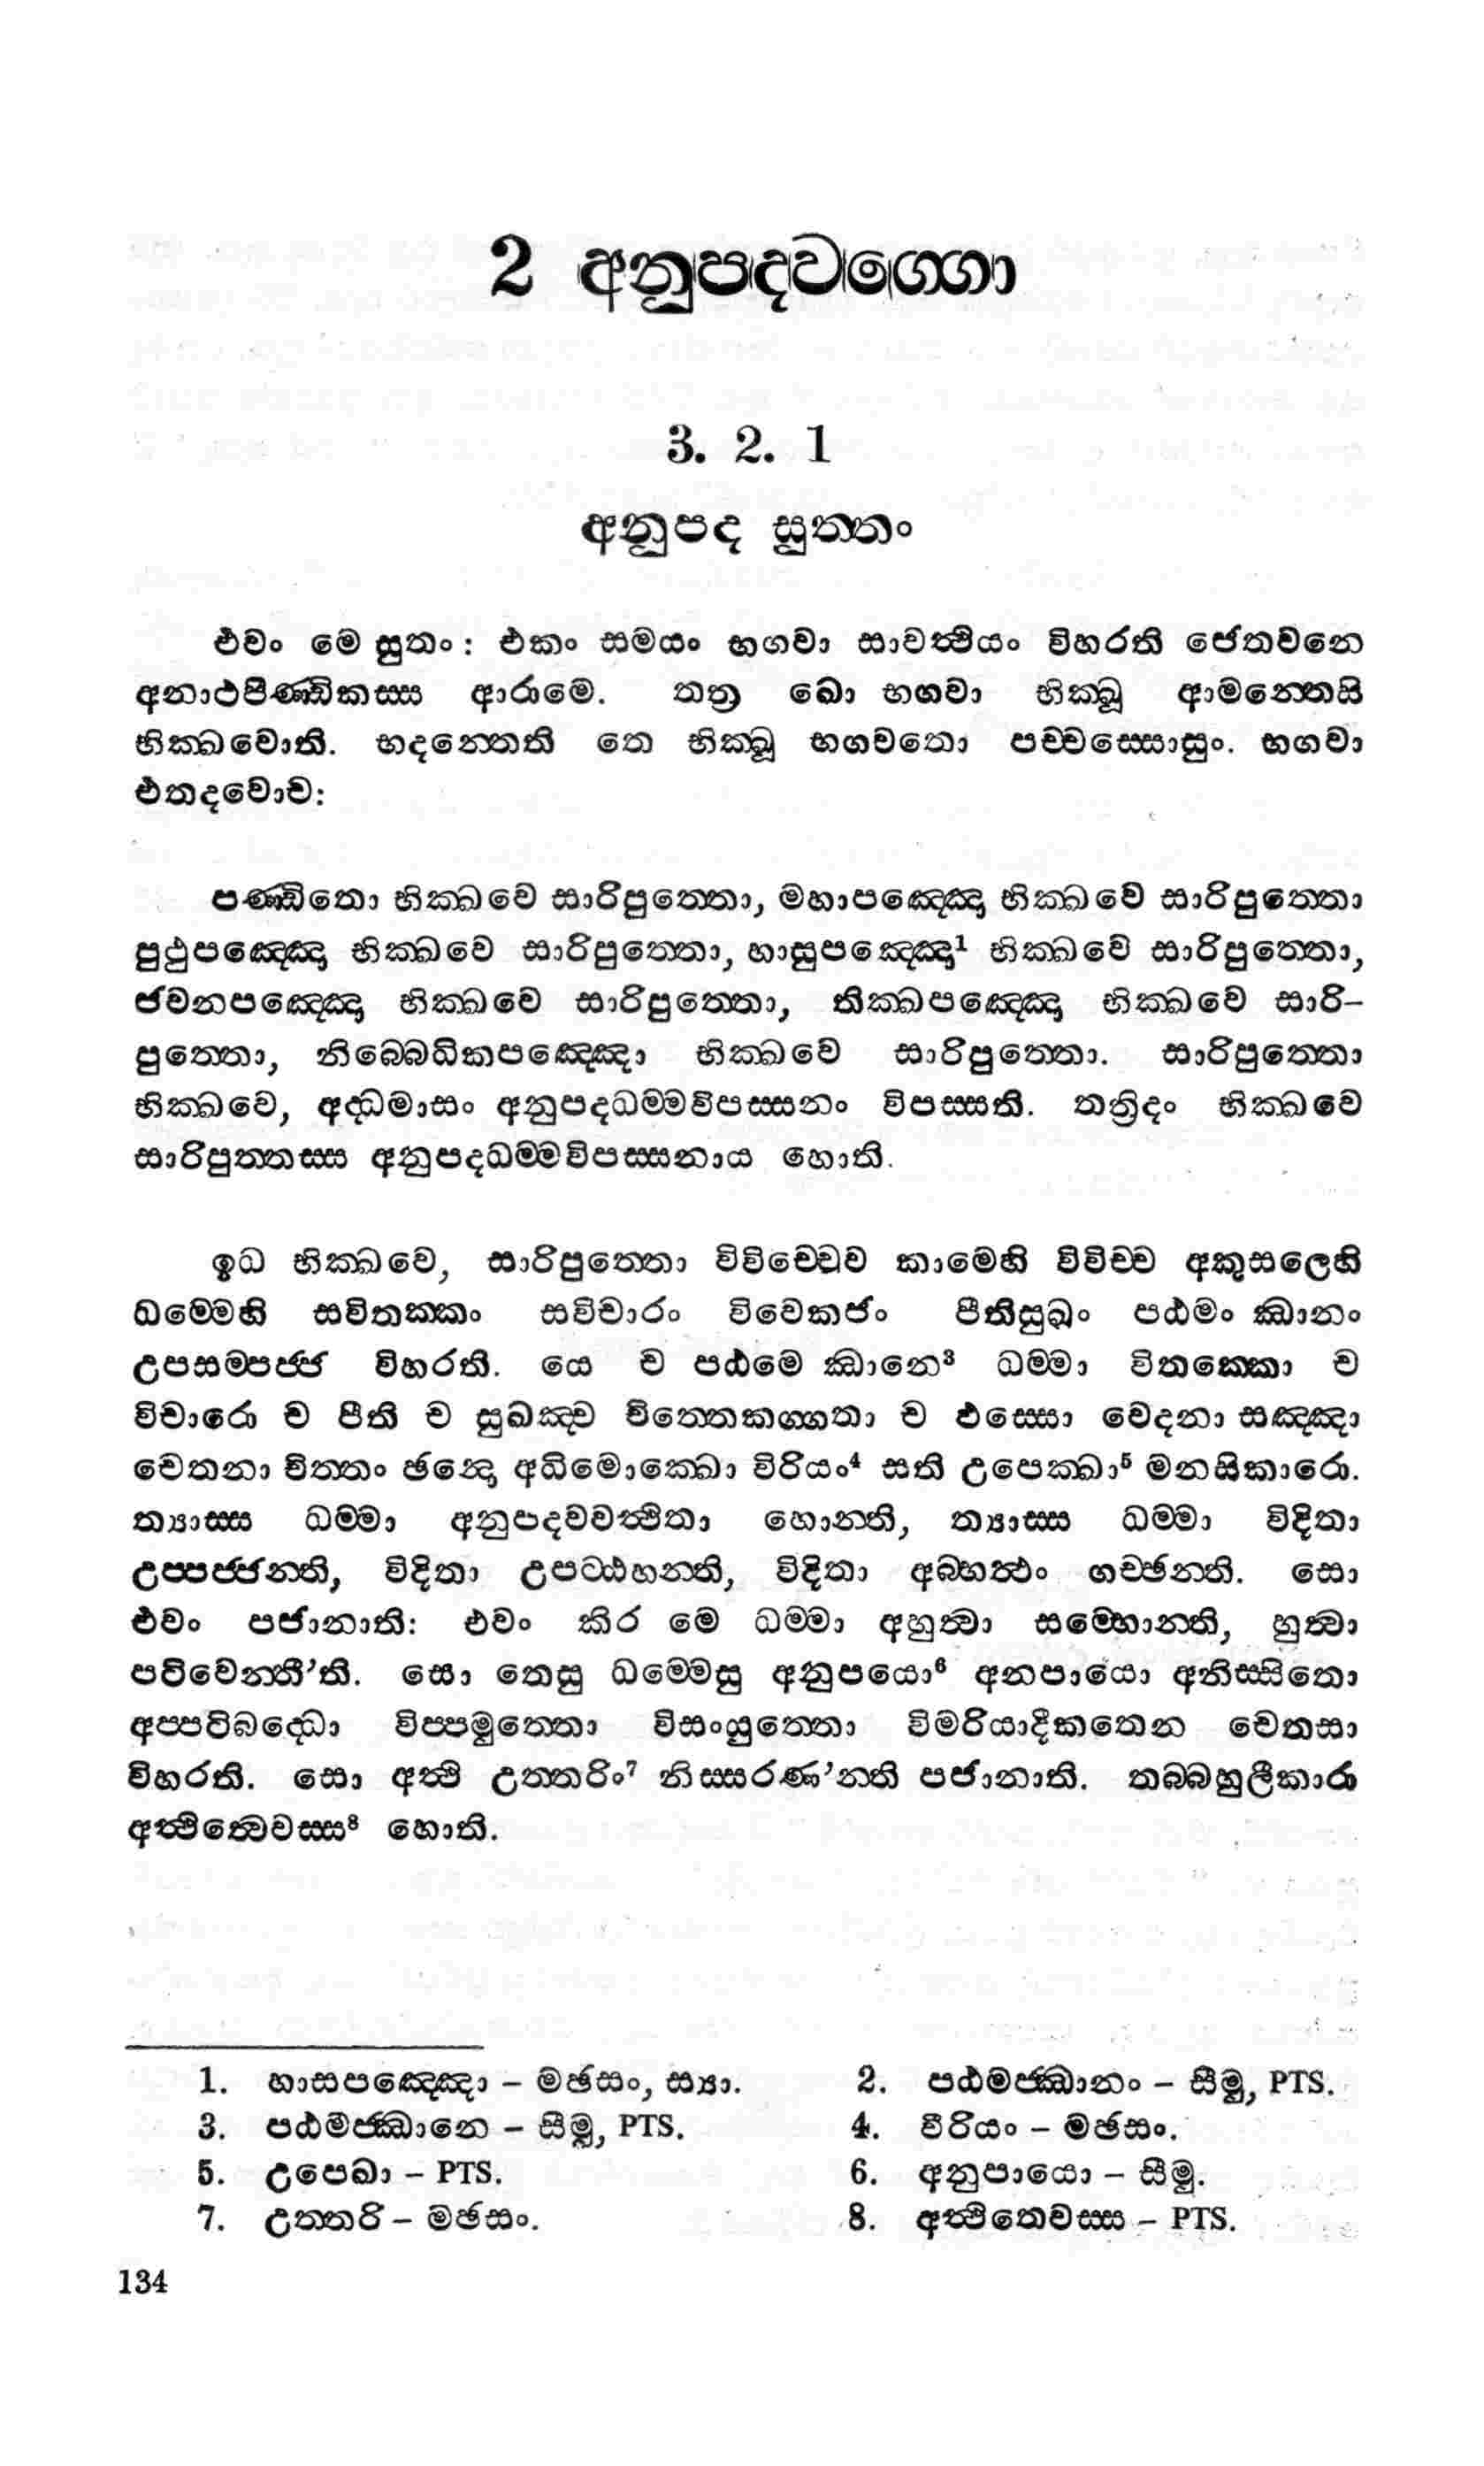 2 අනුපදවග්ගො
3. 2. 1
අනුපද සුත්තං
එවං මෙ සුතං: එකං සමයං භගවා සාවත්ථියං විහරති ජෙතවනෙ
අනාථපිණ්ඩිකස්ස ආරාමෙ. තත්‍ර ඛො භගවා භික්ඛූ ආමන්තෙසි
භික්ඛවොති. භදන්තෙති තෙ භික්ඛූ භගවතො පච්චස්සොසුං. භගවා
එතදවොච:
පණ්ඩිතො භික්ඛවෙ සාරිපුත්තො, මහාපඤ්ඤො භික්ඛවෙ සාරිපුත්තො
පුථුපඤ්ඤො භික්ඛවෙ සාරිපුත්තො, හාසුපඤ්ඤො¹ භික්ඛවෙ සාරිපුත්තො,
ජවනපඤ්ඤො භික්ඛවෙ සාරිපුත්තො, තික්ඛපඤ්ඤො භික්ඛවෙ සාරි-
පුත්තො, නිබ්බෙධිකපඤ්ඤො භික්ඛවෙ සාරිපුත්තො. සාරිපුත්තො
භික්ඛවෙ, අද්ධමාසං අනුපදධම්මවිපස්සනං විපස්සති. තත්‍රිදං භික්ඛවෙ
සාරිපුත්තස්ස අනුපදධම්මවිපස්සනාය හොති.
ඉධ භික්ඛවෙ, සාරිපුත්තො විවිච්චෙව කාමෙහි විවිච්ච අකුසලෙහි
ධම්මෙහි සවිතක්කං සවිචාරං විවෙකජං පීතිසුඛං පඨමං ඣානං
උපසම්පජ්ජ විහරති. යෙ ච පඨමෙ ඣානෙ³ ධම්මා විතක්කො ච
විචාරො ච පීති ච සුඛඤ්ච චිත්තෙකග්ගතා ච ඵස්සො වෙදනා සඤ්ඤා
චෙතනා චිත්තං ඡන්දො අධිමොක්ඛො විරියං⁴ සති උපෙක්ඛා⁵ මනසිකාරො.
ත්‍යාස්ස ධම්මා අනුපදවවත්ථිතා හොන්ති, ත්‍යාස්ස ධම්මා විදිතා
උප්පජ්ජන්ති, විදිතා උපට්ඨහන්ති, විදිතා අබ්භත්ථං ගච්ඡන්ති. සො
එවං පජානාති: එවං කිර මෙ ධම්මා අහුත්වා සම්භොන්ති, හුත්වා
පටිවෙන්තී’ති. සො තෙසු ධම්මෙසු අනුපයො⁶ අනපායො අනිස්සිතො
අප්පටිබද්ධො විප්පමුත්තො විසංයුත්තො විමරියාදීකතෙන චෙතසා
විහරති. සො අත්ථි උත්තරිං⁷ නිස්සරණ’න්ති පජානාති. තබ්බහුලීකාරා
අත්ථිත්වෙවස්ස⁸ හොති.
1. හාසපඤ්ඤො – මඡසං, ස්‍යා.
2. පඨමජ්ඣානං – සීමු, PTS.
3. පඨමජ්ඣානෙ – සීමු, PTS.
4. වීරියං – මඡසං.
5. උපෙඛා – PTS.
6. අනුපායො – සීමු.
7. උත්තරි – මඡසං.
8. අත්ථිතෙවස්ස – PTS.
134